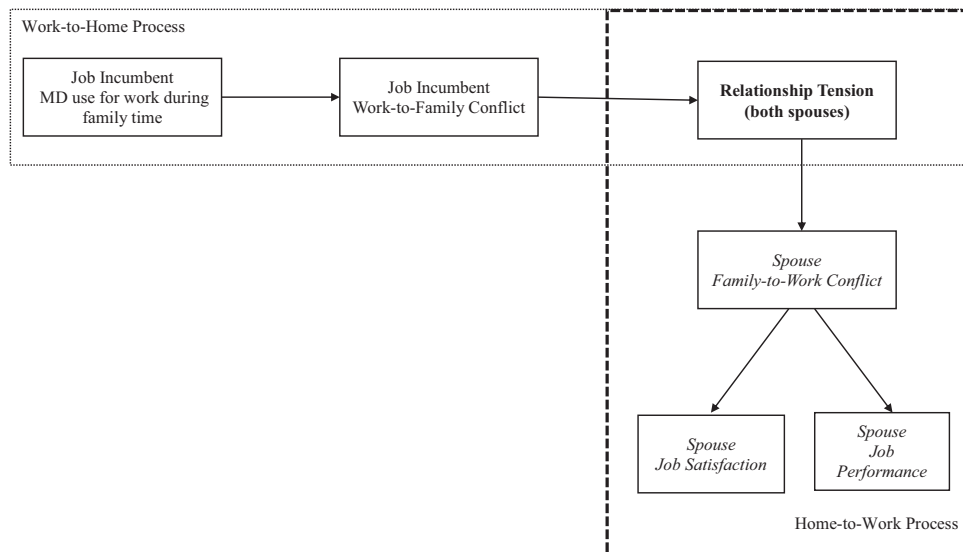 Work-to-Home Process
Job Incumbent
MD use for work during
family time
Job Incumbent
Work-to-Family Conflict
Relationship Tension
(both spouses)
Spouse
Family-to-Work Conflict
Spouse
Job Satisfaction
Spouse
Job
Performance
Home-to-Work Process